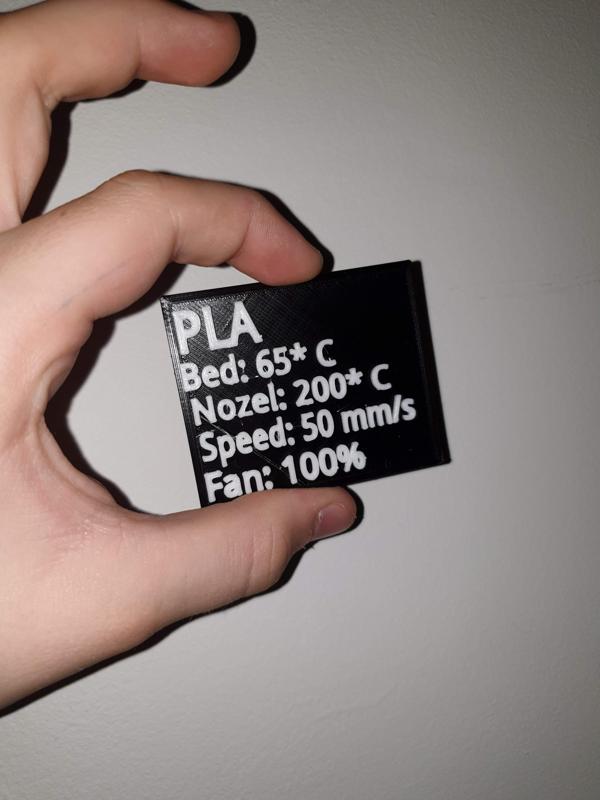 PLA
Bed: 65* C
Nozel: 200* C
Speed: 50 mm/s
Fan: 100%